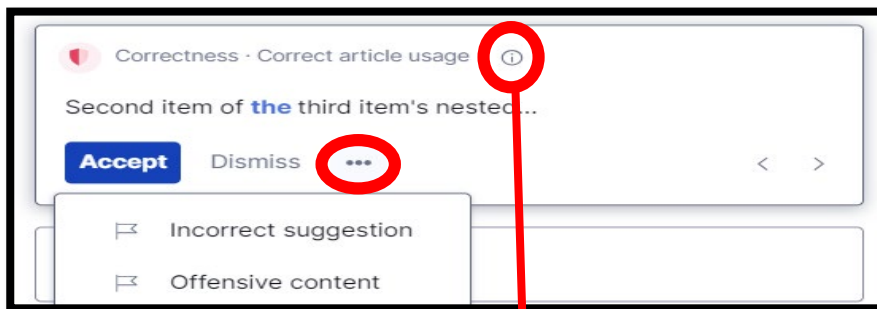 Correctness · Correct article usage
Second item of the third item's nested...
Accept Dismiss ••• < >
Incorrect suggestion
Offensive content